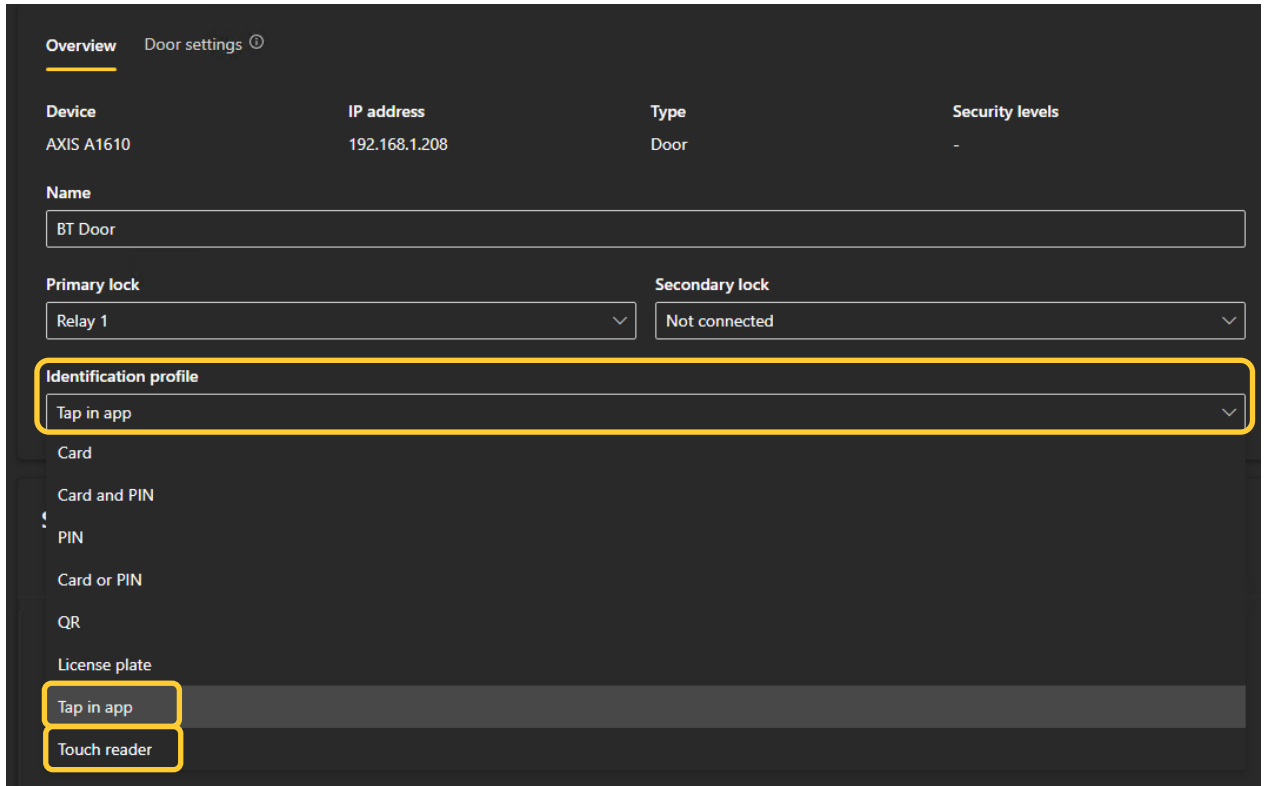 Overview Door settings
Device IP address Type Security levels
AXIS A1610 192.168.1.208 Door -
Name
BT Door
Primary lock Secondary lock
Relay 1 Not connected
Identification profile
Tap in app
Card
Card and PIN
PIN
Card or PIN
QR
License plate
Tap in app
Touch reader